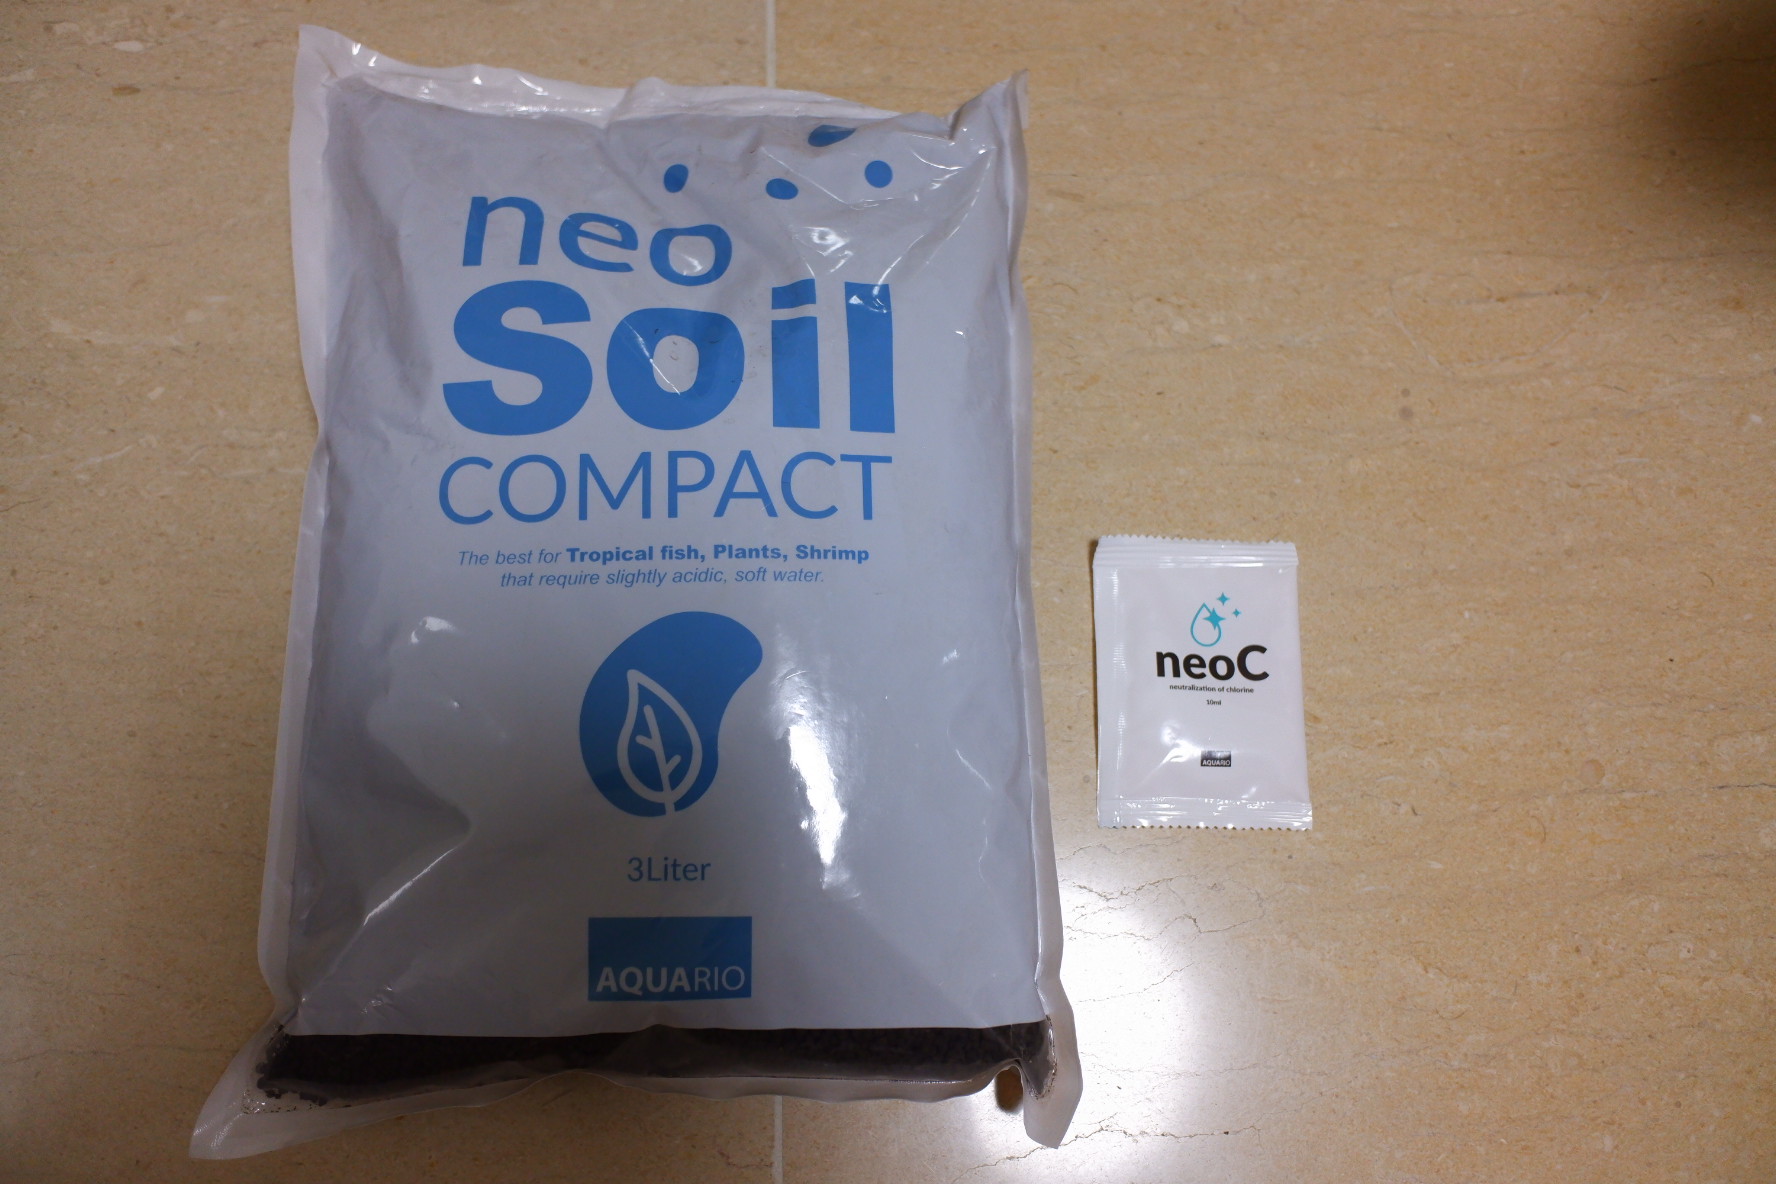 neo
Soil
COMPACT
The best for Tropical fish, Plants, Shrimp
that require slightly acidic, soft water.
3Liter
AQUARIO
neoC
neutralization of chlorine
10ml
AQUARIO